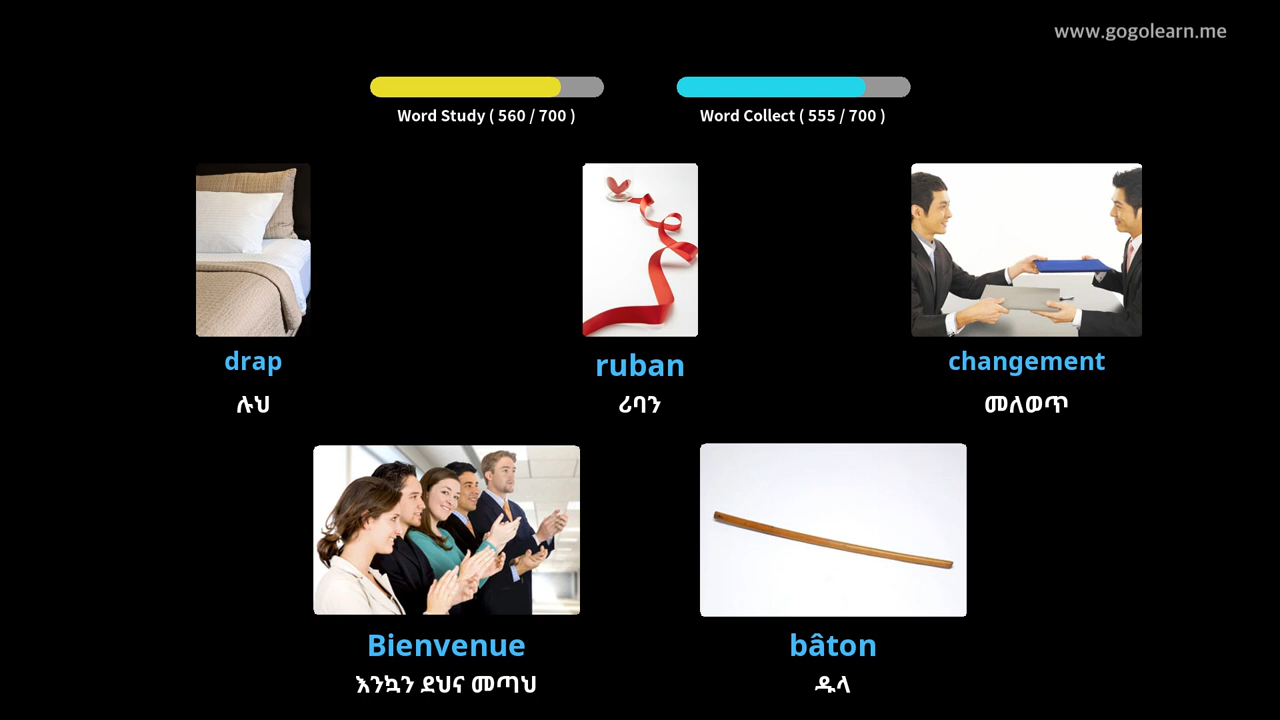 www.gogolearn.me
Word Study ( 560 / 700 )
Word Collect ( 555 / 700 )
drap
ሉህ
ruban
ሪባን
changement
መለወጥ
Bienvenue
እንኳን ደህና መጣህ
bâton
ዱላ